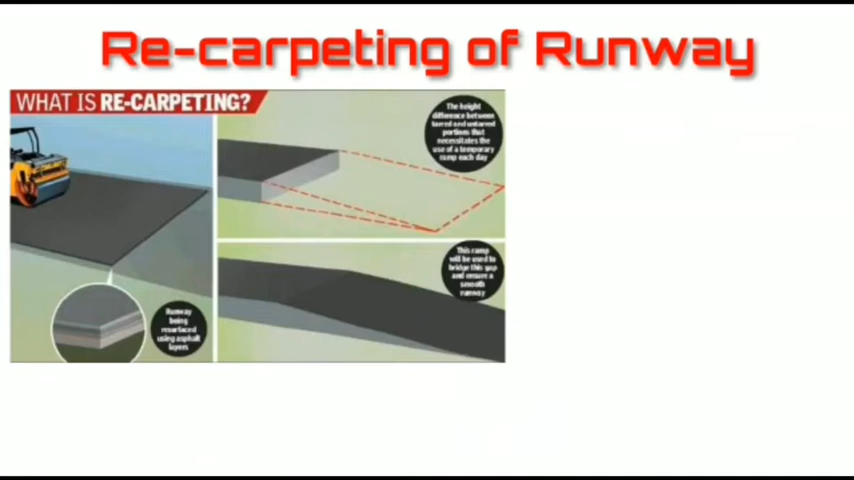 Re-carpeting of Runway
WHAT IS RE-CARPETING?
The height
difference between
tarred and untarred
portions that
necessitates the
use of a temporary
ramp each day
This ramp
will be used to
bridge this gap
and ensure a
smooth
runway
Runway
being
resurfaced
using asphalt
layers